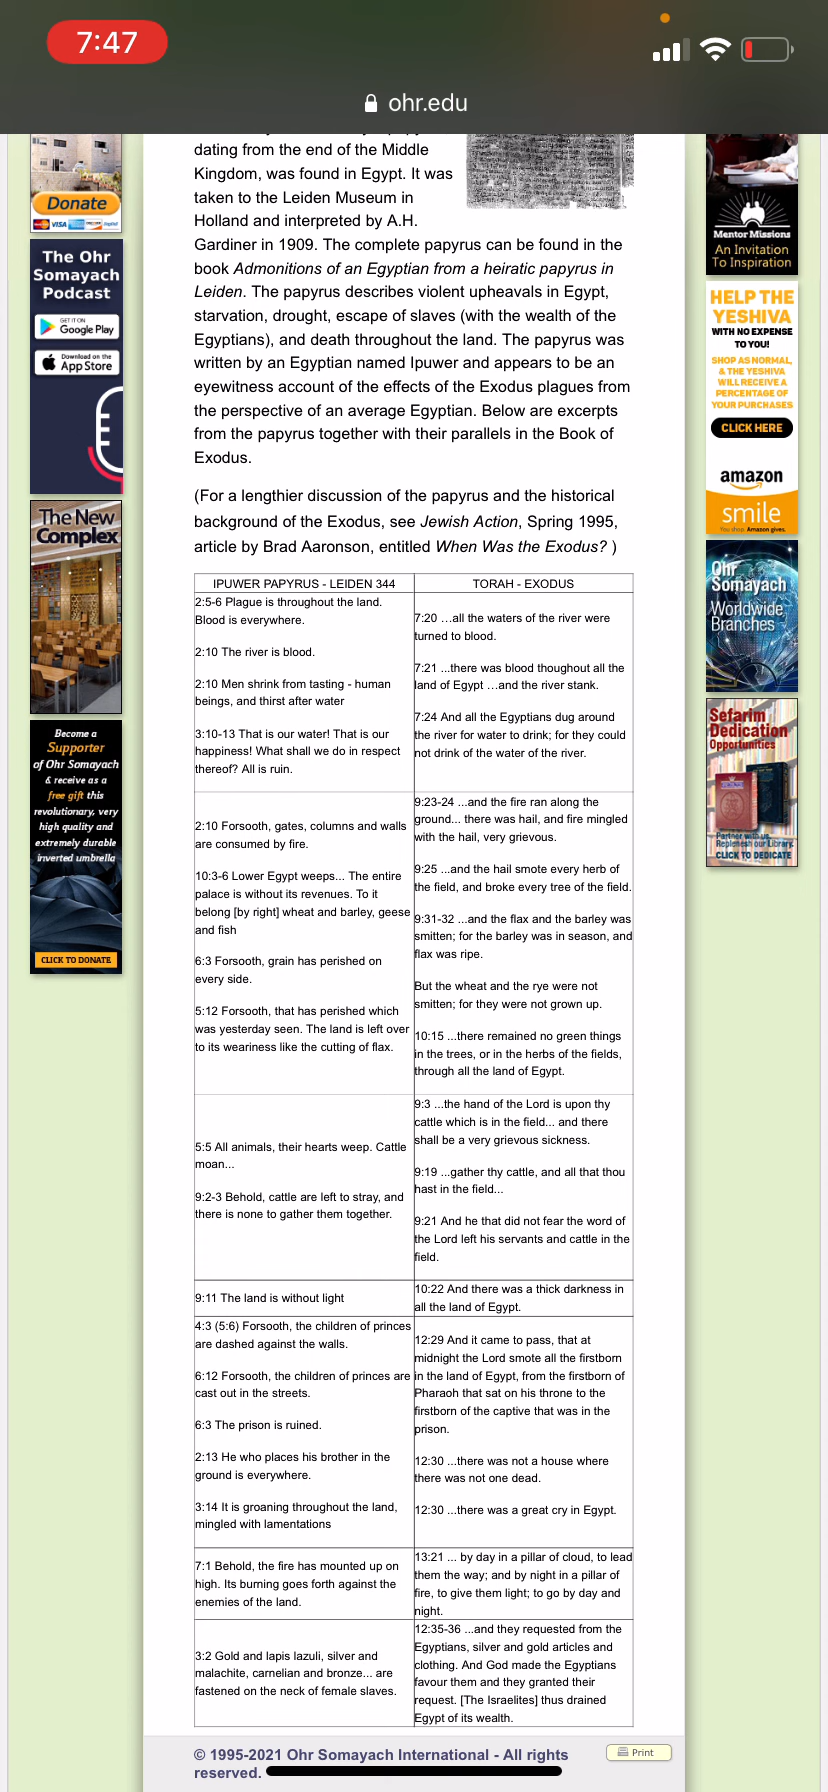 7:47
ohr.edu
dating from the end of the Middle
Kingdom, was found in Egypt. It was
taken to the Leiden Museum in
Holland and interpreted by A.H.
Gardiner in 1909. The complete papyrus can be found in the
book Admonitions of an Egyptian from a heiratic papyrus in
Leiden. The papyrus describes violent upheavals in Egypt,
starvation, drought, escape of slaves (with the wealth of the
Egyptians), and death throughout the land. The papyrus was
written by an Egyptian named Ipuwer and appears to be an
eyewitness account of the effects of the Exodus plagues from
the perspective of an average Egyptian. Below are excerpts
from the papyrus together with their parallels in the Book of
Exodus.
(For a lengthier discussion of the papyrus and the historical
background of the Exodus, see Jewish Action, Spring 1995,
article by Brad Aaronson, entitled When Was the Exodus? )
IPUWER PAPYRUS - LEIDEN 344
TORAH - EXODUS
2:5-6 Plague is throughout the land.
Blood is everywhere.
2:10 The river is blood.
2:10 Men shrink from tasting - human
beings, and thirst after water
3:10-13 That is our water! That is our
happiness! What shall we do in respect
thereof? All is ruin.
7:20 …all the waters of the river were
turned to blood.
7:21 ...there was blood thoughout all the
land of Egypt …and the river stank.
7:24 And all the Egyptians dug around
the river for water to drink; for they could
not drink of the water of the river.
2:10 Forsooth, gates, columns and walls
are consumed by fire.
10:3-6 Lower Egypt weeps... The entire
palace is without its revenues. To it
belong [by right] wheat and barley, geese
and fish
6:3 Forsooth, grain has perished on
every side.
5:12 Forsooth, that has perished which
was yesterday seen. The land is left over
to its weariness like the cutting of flax.
9:23-24 ...and the fire ran along the
ground... there was hail, and fire mingled
with the hail, very grievous.
9:25 ...and the hail smote every herb of
the field, and broke every tree of the field.
9:31-32 ...and the flax and the barley was
smitten; for the barley was in season, and
flax was ripe.
But the wheat and the rye were not
smitten; for they were not grown up.
10:15 ...there remained no green things
in the trees, or in the herbs of the fields,
through all the land of Egypt.
5:5 All animals, their hearts weep. Cattle
moan...
9:2-3 Behold, cattle are left to stray, and
there is none to gather them together.
9:3 ...the hand of the Lord is upon thy
cattle which is in the field... and there
shall be a very grievous sickness.
9:19 ...gather thy cattle, and all that thou
hast in the field...
9:21 And he that did not fear the word of
the Lord left his servants and cattle in the
field.
9:11 The land is without light
10:22 And there was a thick darkness in
all the land of Egypt.
4:3 (5:6) Forsooth, the children of princes
are dashed against the walls.
6:12 Forsooth, the children of princes are
cast out in the streets.
6:3 The prison is ruined.
2:13 He who places his brother in the
ground is everywhere.
3:14 It is groaning throughout the land,
mingled with lamentations
12:29 And it came to pass, that at
midnight the Lord smote all the firstborn
in the land of Egypt, from the firstborn of
Pharaoh that sat on his throne to the
firstborn of the captive that was in the
prison.
12:30 ...there was not a house where
there was not one dead.
12:30 ...there was a great cry in Egypt.
7:1 Behold, the fire has mounted up on
high. Its burning goes forth against the
enemies of the land.
13:21 ... by day in a pillar of cloud, to lead
them the way; and by night in a pillar of
fire, to give them light; to go by day and
night.
3:2 Gold and lapis lazuli, silver and
malachite, carnelian and bronze... are
fastened on the neck of female slaves.
12:35-36 ...and they requested from the
Egyptians, silver and gold articles and
clothing. And God made the Egyptians
favour them and they granted their
request. [The Israelites] thus drained
Egypt of its wealth.
© 1995-2021 Ohr Somayach International - All rights
reserved.
Print
Donate
VISA
The Ohr
Somayach
Podcast
GET IT ON
Google Play
Download on the
App Store
The New
Complex
Become a
Supporter
of Ohr Somayach
& receive as a
free gift this
revolutionary, very
high quality and
extremely durable
inverted umbrella
CLICK TO DONATE
Mentor Missions
An Invitation
To Inspiration
HELP THE
YESHIVA
WITH NO EXPENSE
TO YOU!
SHOP AS NORMAL,
& THE YESHIVA
WILL RECEIVE A
PERCENTAGE OF
YOUR PURCHASES
CLICK HERE
amazon
smile
You shop. Amazon gives.
Ohr
Somayach
Worldwide
Branches
Sefarim
Dedication
Opportunities
Partner with us.
Replenesh our Library.
CLICK TO DEDICATE